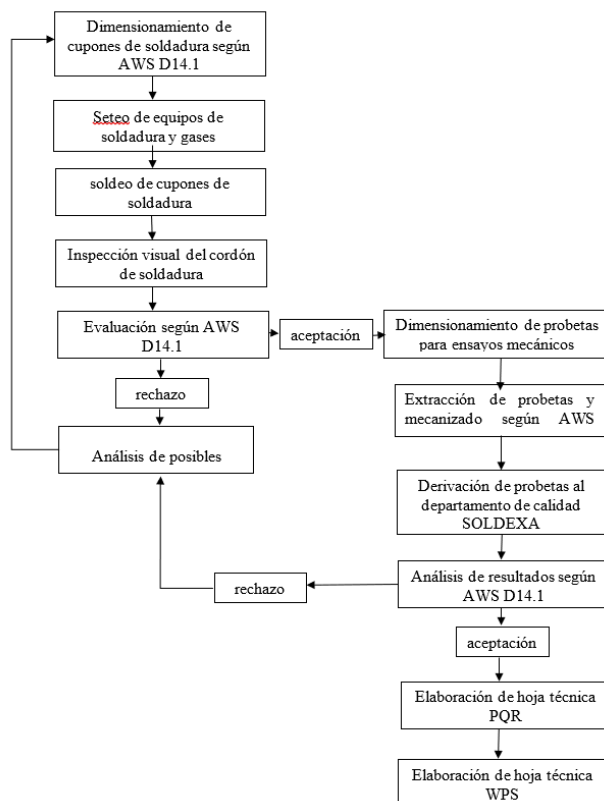 Dimensionamiento de
cupones de soldadura según
AWS D14.1
Seteo de equipos de
soldadura y gases
soldeo de cupones de
soldadura
Inspección visual del cordón
de soldadura
Evaluación según AWS
D14.1
aceptación
Dimensionamiento de probetas
para ensayos mecánicos
rechazo
Extracción de probetas y
mecanizado según AWS
Análisis de posibles
Derivación de probetas al
departamento de calidad
SOLDEXA
rechazo
Análisis de resultados según
AWS D14.1
aceptación
Elaboración de hoja técnica
PQR
Elaboración de hoja técnica
WPS